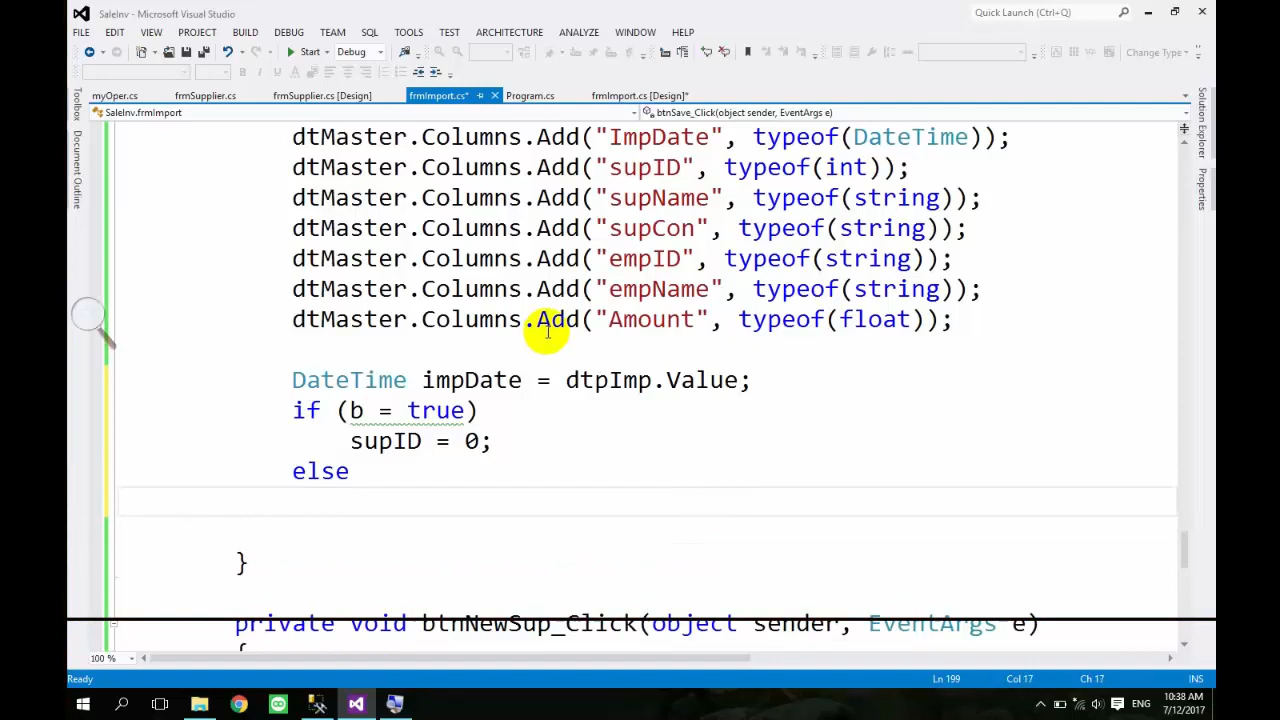 SaleInv - Microsoft Visual Studio
Quick Launch (Ctrl+Q)
FILE EDIT VIEW PROJECT BUILD DEBUG TEAM SQL TOOLS TEST ARCHITECTURE ANALYZE WINDOW HELP
Start Debug Change Type
myOper.cs frmSupplier.cs frmSupplier.cs [Design] frmImport.cs* Program.cs frmImport.cs [Design]*
SaleInv.frmImport btnSave_Click(object sender, EventArgs e)
Toolbox
Document Outline
Solution Explorer
Properties
dtMaster.Columns.Add("ImpDate", typeof(DateTime));
dtMaster.Columns.Add("supID", typeof(int));
dtMaster.Columns.Add("supName", typeof(string));
dtMaster.Columns.Add("supCon", typeof(string));
dtMaster.Columns.Add("empID", typeof(string));
dtMaster.Columns.Add("empName", typeof(string));
dtMaster.Columns.Add("Amount", typeof(float));
DateTime impDate = dtpImp.Value;
if (b = true)
supID = 0;
else
}
private void btnNewSup_Click(object sender, EventArgs e)
{
100 %
Ready Ln 199 Col 17 Ch 17 INS
ENG 10:38 AM
7/12/2017